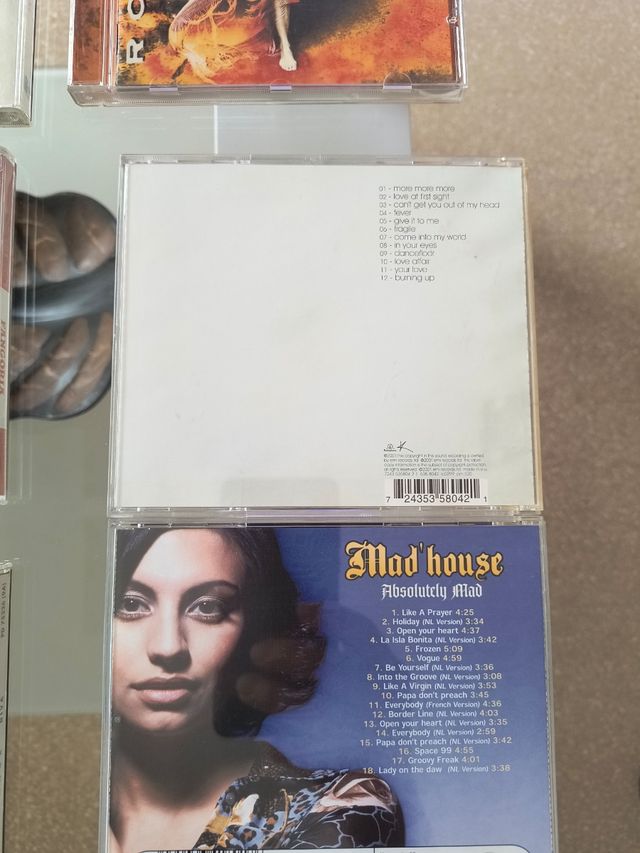 RO
01 - more more more
02 - love at first sight
03 - can't get you out of my head
04 - fever
05 - give it to me
06 - fragile
07 - come into my world
08 - in your eyes
09 - dancefloor
10 - love affair
11 - your love
12 - burning up
K
7 24353 58042 1
FANGORIA
Mad'house
Absolutely Mad
1. Like A Prayer 4:25
2. Holiday (NL Version) 3:34
3. Open your heart 4:37
4. La Isla Bonita (NL Version) 3:42
5. Frozen 5:09
6. Vogue 4:59
7. Be Yourself (NL Version) 3:36
8. Into the Groove (NL Version) 3:08
9. Like A Virgin (NL Version) 3:53
10. Papa don't preach 3:45
11. Everybody (French Version) 4:36
12. Border Line (NL Version) 4:03
13. Open your heart (NL Version) 3:35
14. Everybody (NL Version) 2:59
15. Papa don't preach (NL Version) 3:42
16. Space 99 4:55
17. Groovy Freak 4:01
18. Lady on the daw (NL Version) 3:38